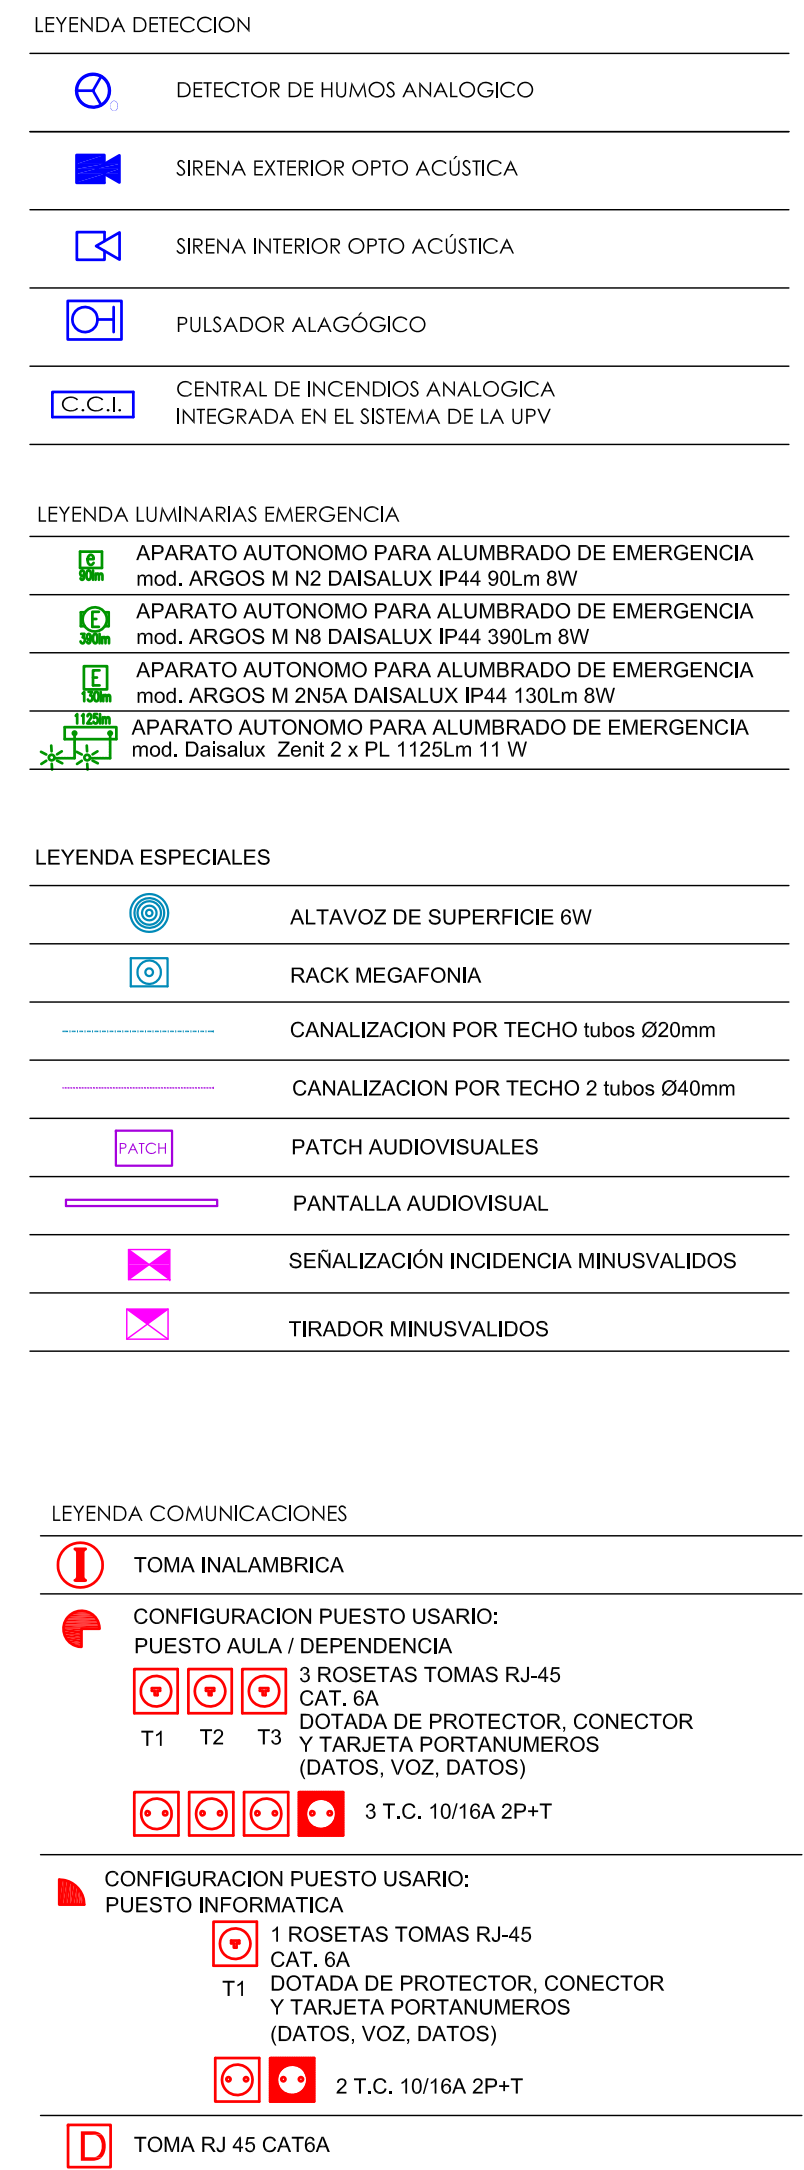 LEYENDA DETECCION
DETECTOR DE HUMOS ANALOGICO
SIRENA EXTERIOR OPTO ACÚSTICA
SIRENA INTERIOR OPTO ACÚSTICA
PULSADOR ALAGÓGICO
C.C.I.
CENTRAL DE INCENDIOS ANALOGICA
INTEGRADA EN EL SISTEMA DE LA UPV
LEYENDA LUMINARIAS EMERGENCIA
e
90lm
APARATO AUTONOMO PARA ALUMBRADO DE EMERGENCIA
mod. ARGOS M N2 DAISALUX IP44 90Lm 8W
E
390lm
APARATO AUTONOMO PARA ALUMBRADO DE EMERGENCIA
mod. ARGOS M N8 DAISALUX IP44 390Lm 8W
E
130lm
APARATO AUTONOMO PARA ALUMBRADO DE EMERGENCIA
mod. ARGOS M 2N5A DAISALUX IP44 130Lm 8W
1125lm
APARATO AUTONOMO PARA ALUMBRADO DE EMERGENCIA
mod. Daisalux Zenit 2 x PL 1125Lm 11 W
LEYENDA ESPECIALES
ALTAVOZ DE SUPERFICIE 6W
RACK MEGAFONIA
CANALIZACION POR TECHO tubos Ø20mm
CANALIZACION POR TECHO 2 tubos Ø40mm
PATCH
PATCH AUDIOVISUALES
PANTALLA AUDIOVISUAL
SEÑALIZACIÓN INCIDENCIA MINUSVALIDOS
TIRADOR MINUSVALIDOS
LEYENDA COMUNICACIONES
I
TOMA INALAMBRICA
CONFIGURACION PUESTO USARIO:
PUESTO AULA / DEPENDENCIA
T1 T2 T3
3 ROSETAS TOMAS RJ-45
CAT. 6A
DOTADA DE PROTECTOR, CONECTOR
Y TARJETA PORTANUMEROS
(DATOS, VOZ, DATOS)
3 T.C. 10/16A 2P+T
CONFIGURACION PUESTO USARIO:
PUESTO INFORMATICA
T1
1 ROSETAS TOMAS RJ-45
CAT. 6A
DOTADA DE PROTECTOR, CONECTOR
Y TARJETA PORTANUMEROS
(DATOS, VOZ, DATOS)
2 T.C. 10/16A 2P+T
D
TOMA RJ 45 CAT6A